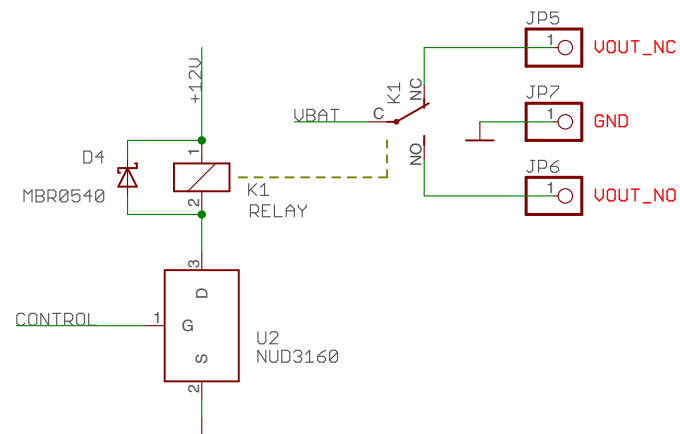 JP5
1
VOUT_NC
+12V
K1
NC
JP7
1
GND
VBAT
C
D4
1
MBR0540
K1
RELAY
2
NO
JP6
1
VOUT_NO
3
D
CONTROL
1
G
U2
NUD3160
S
2